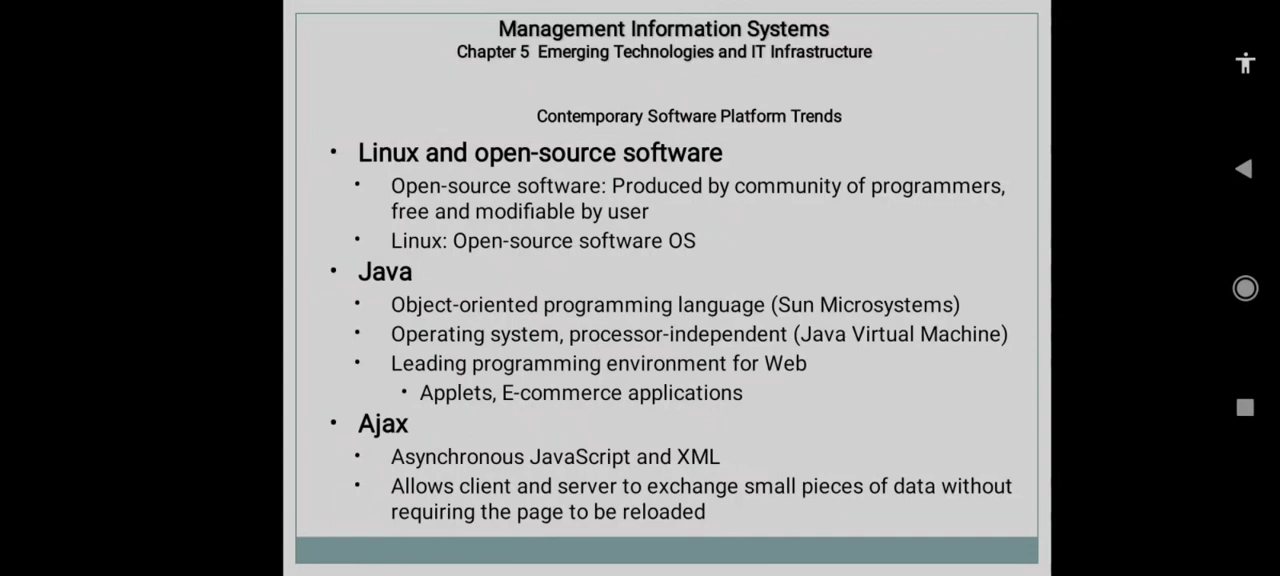 Management Information Systems
Chapter 5 Emerging Technologies and IT Infrastructure
Contemporary Software Platform Trends
• Linux and open-source software
• Open-source software: Produced by community of programmers,
free and modifiable by user
• Linux: Open-source software OS
• Java
• Object-oriented programming language (Sun Microsystems)
• Operating system, processor-independent (Java Virtual Machine)
• Leading programming environment for Web
• Applets, E-commerce applications
• Ajax
• Asynchronous JavaScript and XML
• Allows client and server to exchange small pieces of data without
requiring the page to be reloaded